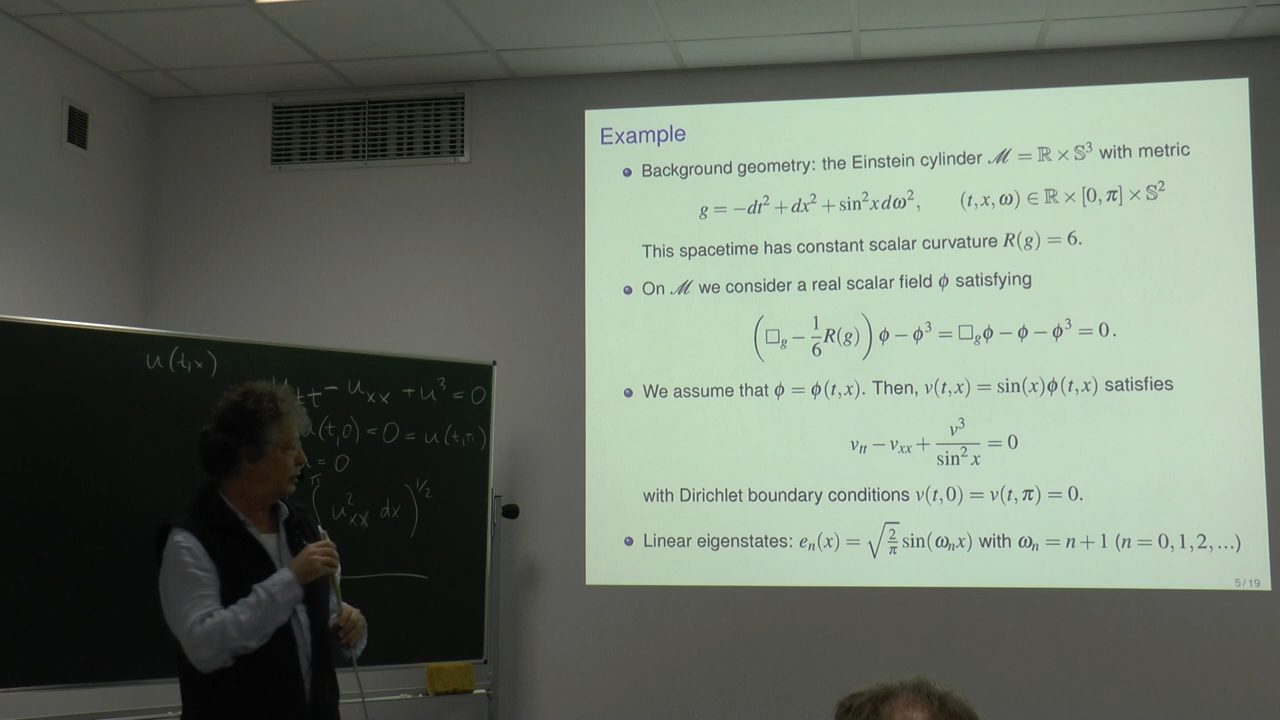 Example
Background geometry: the Einstein cylinder ℳ = ℝ × 𝕊³ with metric
g = −dt² + dx² + sin²x dω², (t,x,ω) ∈ ℝ × [0,π] × 𝕊²
This spacetime has constant scalar curvature R(g) = 6.
On ℳ we consider a real scalar field ϕ satisfying
(□_g − 1/6 R(g)) ϕ − ϕ³ = □_g ϕ − ϕ − ϕ³ = 0.
We assume that ϕ = ϕ(t,x). Then, v(t,x) = sin(x)ϕ(t,x) satisfies
v_tt − v_xx + v³/sin²x = 0
with Dirichlet boundary conditions v(t,0) = v(t,π) = 0.
Linear eigenstates: e_n(x) = √(2/π) sin(ω_n x) with ω_n = n+1 (n = 0,1,2,...)
5/19
u(t,x)
u_tt − u_xx + u³ = 0
u(t,0) = 0 = u(t,π)
= 0
(u²_xx dx)^1/2